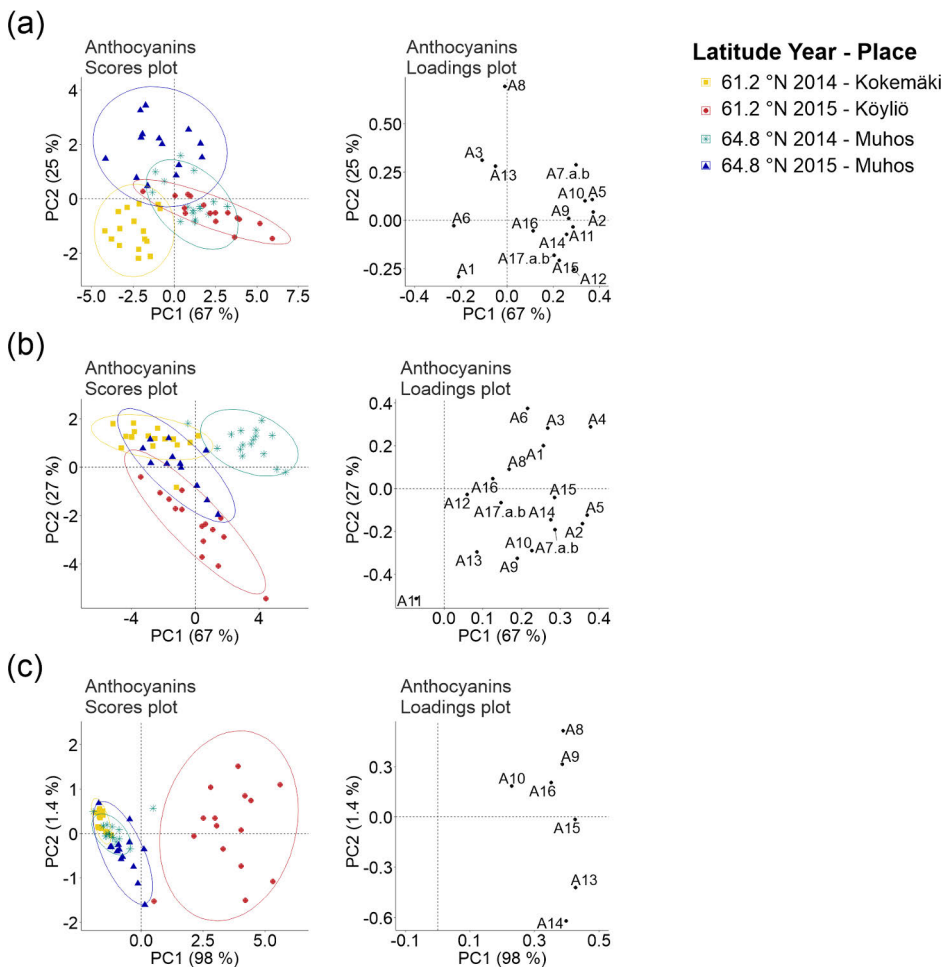 (a)
Anthocyanins
Scores plot
4
2
0
-2
PC2 (25 %)
-5.0 -2.5 0.0 2.5 5.0 7.5
PC1 (67 %)
Anthocyanins
Loadings plot
0.50
0.25
0.00
-0.25
PC2 (25 %)
A8
A3
A13
A7.a.b
A10 A5
A6
A16
A9
A2
A14
A11
A17.a.b
A15
A12
A1
-0.4 -0.2 0.0 0.2 0.4
PC1 (67 %)
Latitude Year - Place
61.2 °N 2014 - Kokemäki
61.2 °N 2015 - Köyliö
64.8 °N 2014 - Muhos
64.8 °N 2015 - Muhos
(b)
Anthocyanins
Scores plot
2
0
-2
-4
PC2 (27 %)
-4 0 4
PC1 (67 %)
Anthocyanins
Loadings plot
0.4
0.2
0.0
-0.2
-0.4
PC2 (27 %)
A6
A3
A4
A1
A8
A16
A15
A12
A17.a.b
A14
A5
A2
A13
A10
A7.a.b
A9
A11
0.0 0.1 0.2 0.3 0.4
PC1 (67 %)
(c)
Anthocyanins
Scores plot
2
1
0
-1
-2
PC2 (1.4 %)
0.0 2.5 5.0
PC1 (98 %)
Anthocyanins
Loadings plot
0.3
0.0
-0.3
-0.6
PC2 (1.4 %)
A8
A9
A10
A16
A15
A13
A14
-0.1 0.1 0.3 0.5
PC1 (98 %)